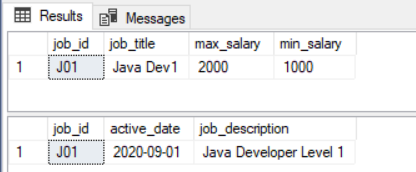 Results Messages
job_id job_title max_salary min_salary
1 J01 Java Dev1 2000 1000
job_id active_date job_description
1 J01 2020-09-01 Java Developer Level 1